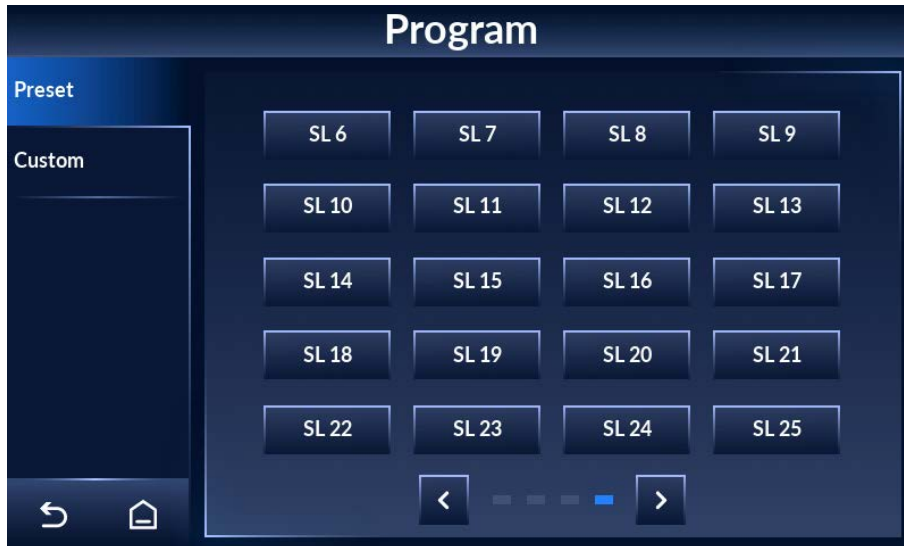 Program
Preset
Custom
SL 6 SL 7 SL 8 SL 9
SL 10 SL 11 SL 12 SL 13
SL 14 SL 15 SL 16 SL 17
SL 18 SL 19 SL 20 SL 21
SL 22 SL 23 SL 24 SL 25